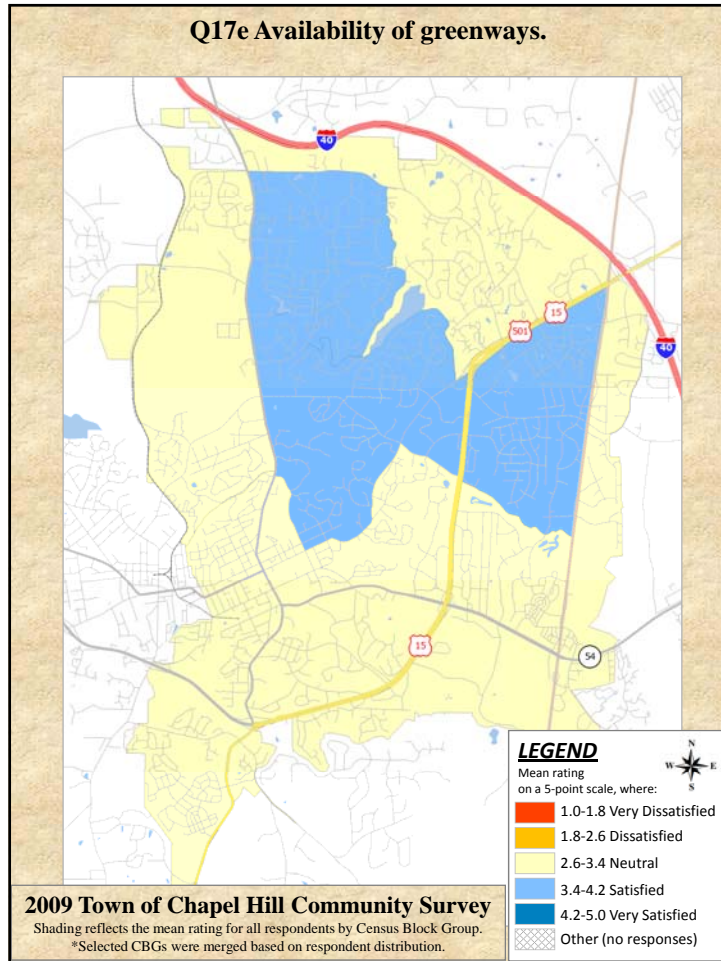 Q17e Availability of greenways.
40
15
501
40
15
54
LEGEND
N
W E
S
Mean rating
on a 5-point scale, where:
1.0-1.8 Very Dissatisfied
1.8-2.6 Dissatisfied
2.6-3.4 Neutral
3.4-4.2 Satisfied
4.2-5.0 Very Satisfied
Other (no responses)
2009 Town of Chapel Hill Community Survey
Shading reflects the mean rating for all respondents by Census Block Group.
*Selected CBGs were merged based on respondent distribution.